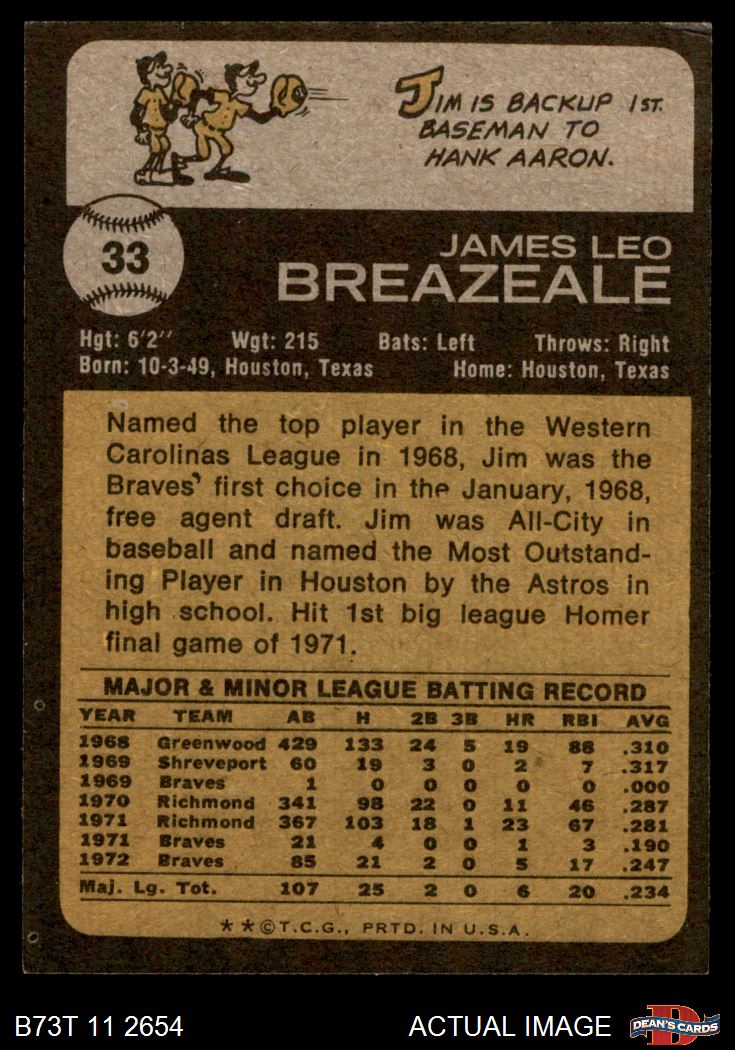 JIM IS BACKUP 1ST.
BASEMAN TO
HANK AARON.
33
JAMES LEO
BREAZEALE
Hgt: 6'2" Wgt: 215 Bats: Left Throws: Right
Born: 10-3-49, Houston, Texas Home: Houston, Texas
Named the top player in the Western
Carolinas League in 1968, Jim was the
Braves' first choice in the January, 1968,
free agent draft. Jim was All-City in
baseball and named the Most Outstand-
ing Player in Houston by the Astros in
high school. Hit 1st big league Homer
final game of 1971.
MAJOR & MINOR LEAGUE BATTING RECORD
YEAR TEAM AB H 2B 3B HR RBI AVG
1968 Greenwood 429 133 24 5 19 88 .310
1969 Shreveport 60 19 3 0 2 7 .317
1969 Braves 1 0 0 0 0 0 .000
1970 Richmond 341 98 22 0 11 46 .287
1971 Richmond 367 103 18 1 23 67 .281
1971 Braves 21 4 0 0 1 3 .190
1972 Braves 85 21 2 0 5 17 .247
Maj. Lg. Tot. 107 25 2 0 6 20 .234
**©T.C.G., PRTD. IN U.S.A.
B73T 11 2654 ACTUAL IMAGE D DEAN'S CARDS